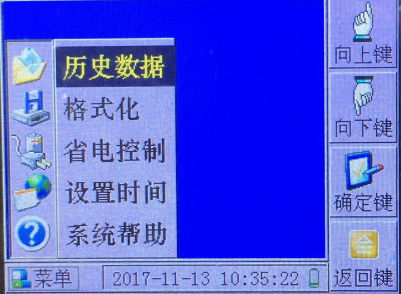 历史数据
格式化
省电控制
设置时间
系统帮助
向上键
向下键
确定键
返回键
菜单
2017-11-13 10:35:22